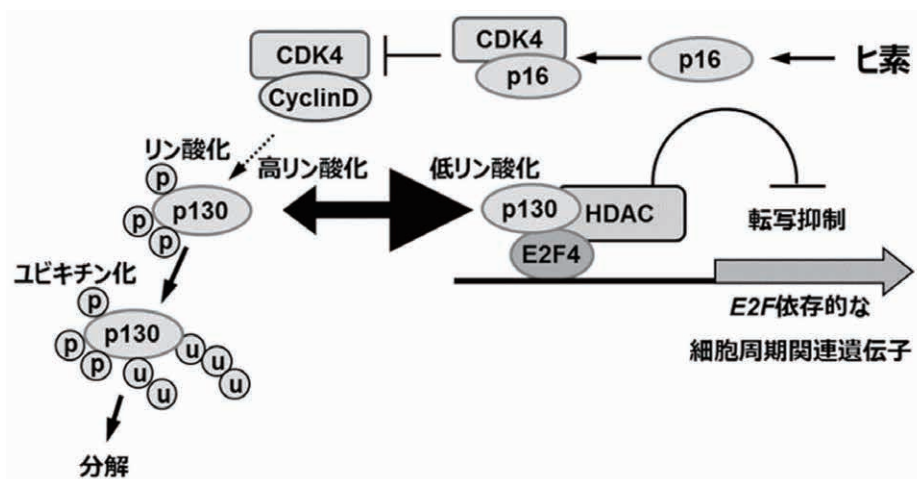 CDK4
CyclinD
CDK4
p16
p16
ヒ素
リン酸化
高リン酸化
低リン酸化
p
p
p
p130
p130
HDAC
E2F4
転写抑制
E2F依存的な
細胞周期関連遺伝子
ユビキチン化
p
p
p
p130
u
u
u
u
u
分解